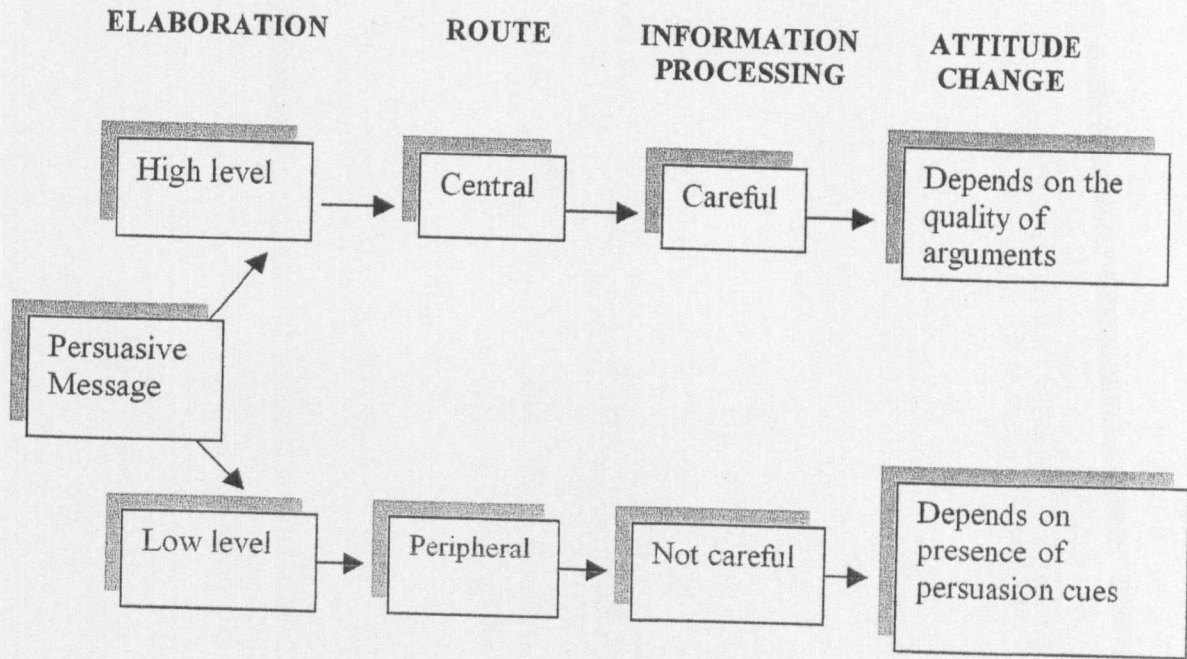 ELABORATION
ROUTE
INFORMATION
PROCESSING
ATTITUDE
CHANGE
High level
Central
Careful
Depends on the
quality of
arguments
Persuasive
Message
Low level
Peripheral
Not careful
Depends on
presence of
persuasion cues